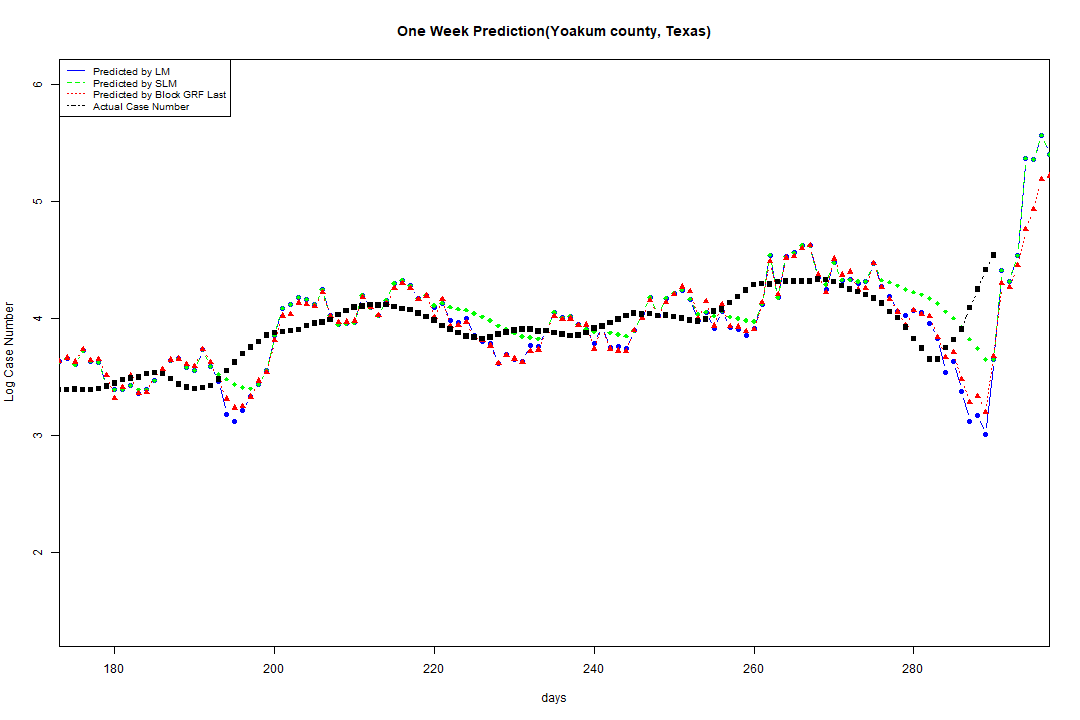 One Week Prediction(Yoakum county, Texas)
Predicted by LM
Predicted by SLM
Predicted by Block GRF Last
Actual Case Number
6
5
4
3
2
Log Case Number
180 200 220 240 260 280
days